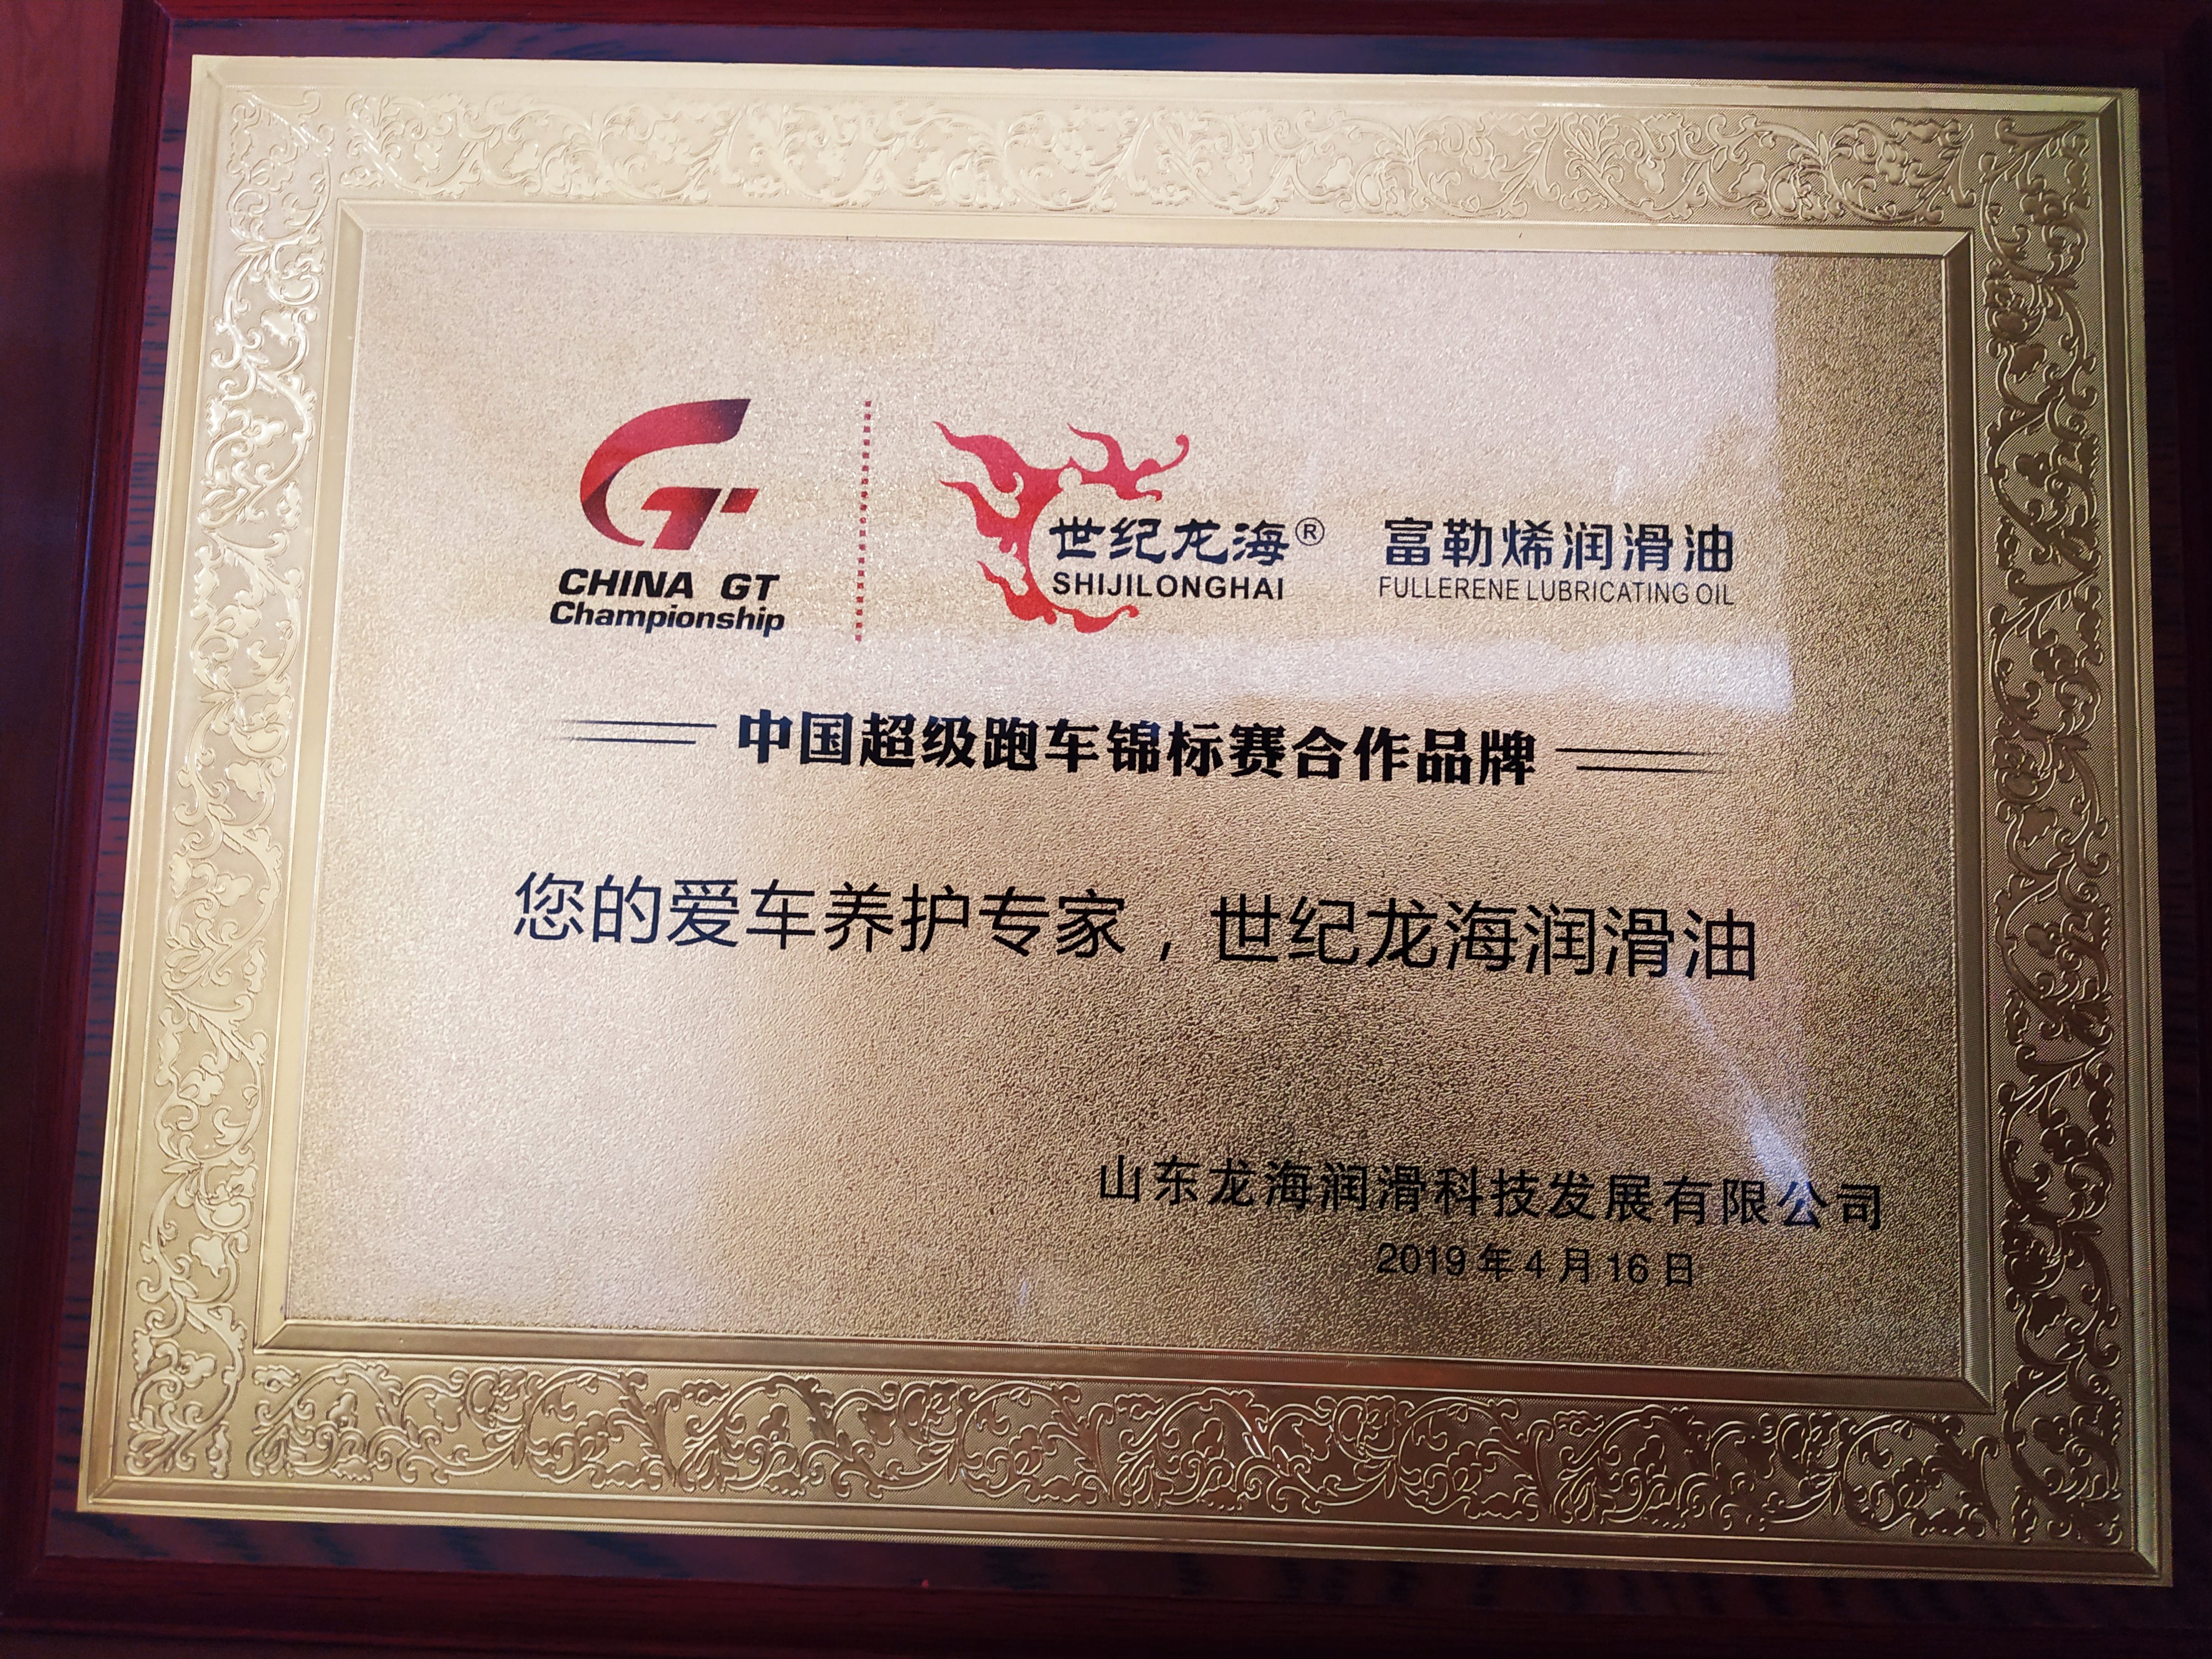 CHINA GT
Championship
世纪龙海®
SHIJILONGHAI
富勒烯润滑油
FULLERENE LUBRICATING OIL
中国超级跑车锦标赛合作品牌
您的爱车养护专家，世纪龙海润滑油
山东龙海润滑科技发展有限公司
2019年4月16日